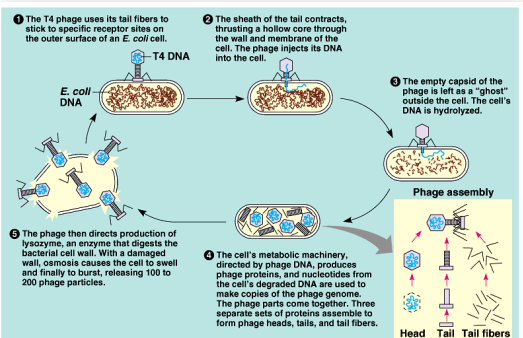 1 The T4 phage uses its tail fibers to
stick to specific receptor sites on
the outer surface of an E. coli cell.
2 The sheath of the tail contracts,
thrusting a hollow core through
the wall and membrane of the
cell. The phage injects its DNA
into the cell.
T4 DNA
E. coli
DNA
3 The empty capsid of the
phage is left as a “ghost”
outside the cell. The cell’s
DNA is hydrolyzed.
Phage assembly
5 The phage then directs production of
lysozyme, an enzyme that digests the
bacterial cell wall. With a damaged
wall, osmosis causes the cell to swell
and finally to burst, releasing 100 to
200 phage particles.
4 The cell’s metabolic machinery,
directed by phage DNA, produces
phage proteins, and nucleotides from
the cell’s degraded DNA are used to
make copies of the phage genome.
The phage parts come together. Three
separate sets of proteins assemble to
form phage heads, tails, and tail fibers.
Head Tail Tail fibers